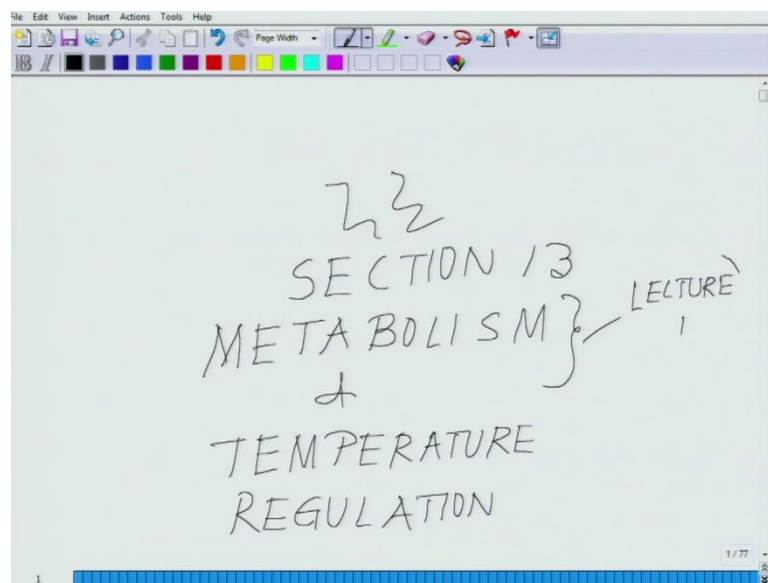 File Edit View Insert Actions Tools Help
Page Width
B I
SECTION 13
METABOLISM } LECTURE 1
&
TEMPERATURE
REGULATION
1 / 77
1